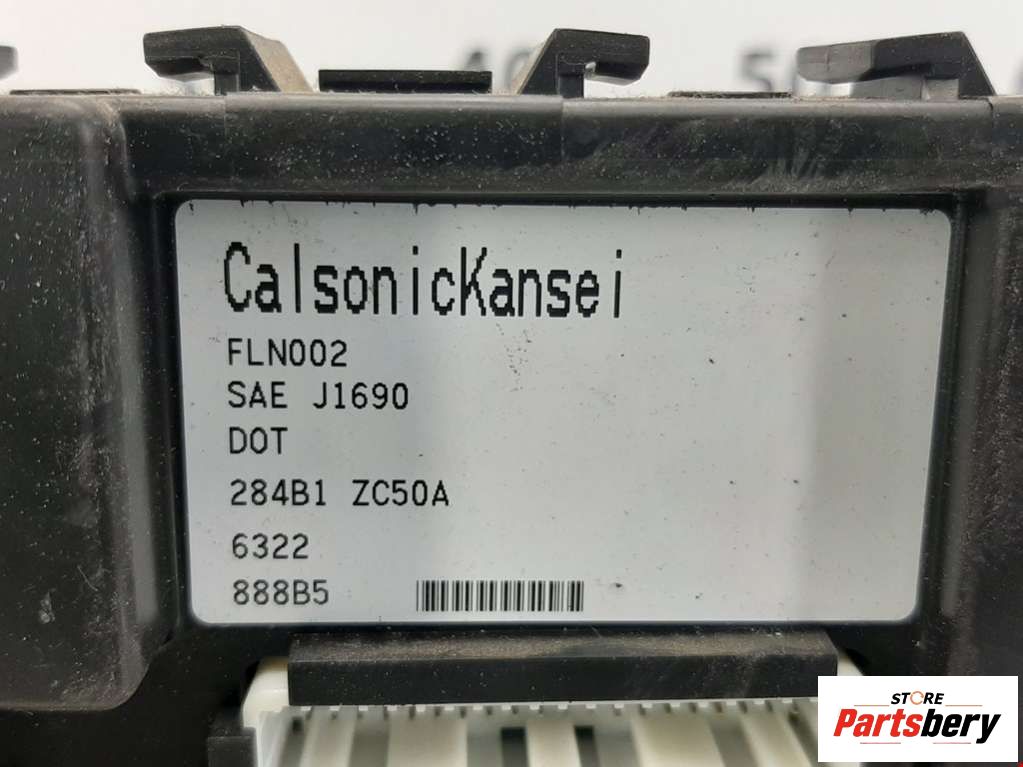 CalsonicKansei
FLN002
SAE J1690
DOT
284B1 ZC50A
6322
888B5
STORE
Partsbery